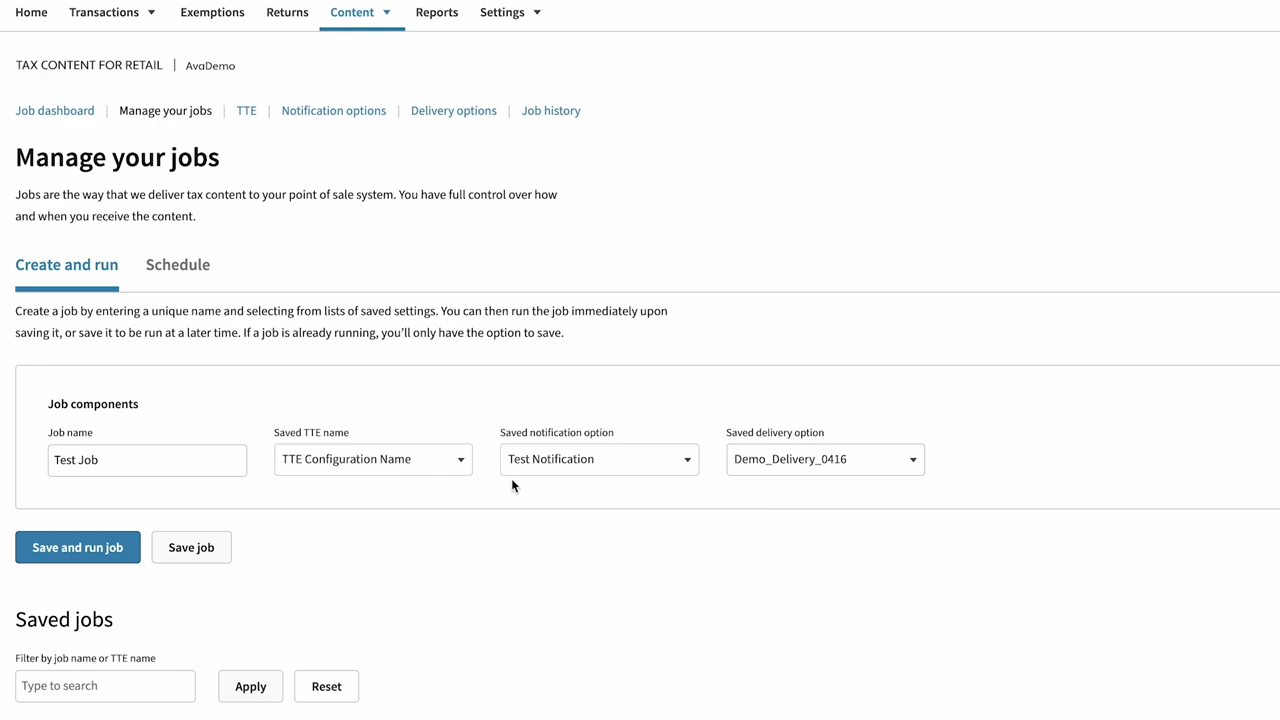 Home Transactions Exemptions Returns Content Reports Settings
TAX CONTENT FOR RETAIL | AvaDemo
Job dashboard | Manage your jobs | TTE | Notification options | Delivery options | Job history
Manage your jobs
Jobs are the way that we deliver tax content to your point of sale system. You have full control over how
and when you receive the content.
Create and run Schedule
Create a job by entering a unique name and selecting from lists of saved settings. You can then run the job immediately upon
saving it, or save it to be run at a later time. If a job is already running, you'll only have the option to save.
Job components
Job name Saved TTE name Saved notification option Saved delivery option
Test Job TTE Configuration Name Test Notification Demo_Delivery_0416
Save and run job Save job
Saved jobs
Filter by job name or TTE name
Type to search Apply Reset